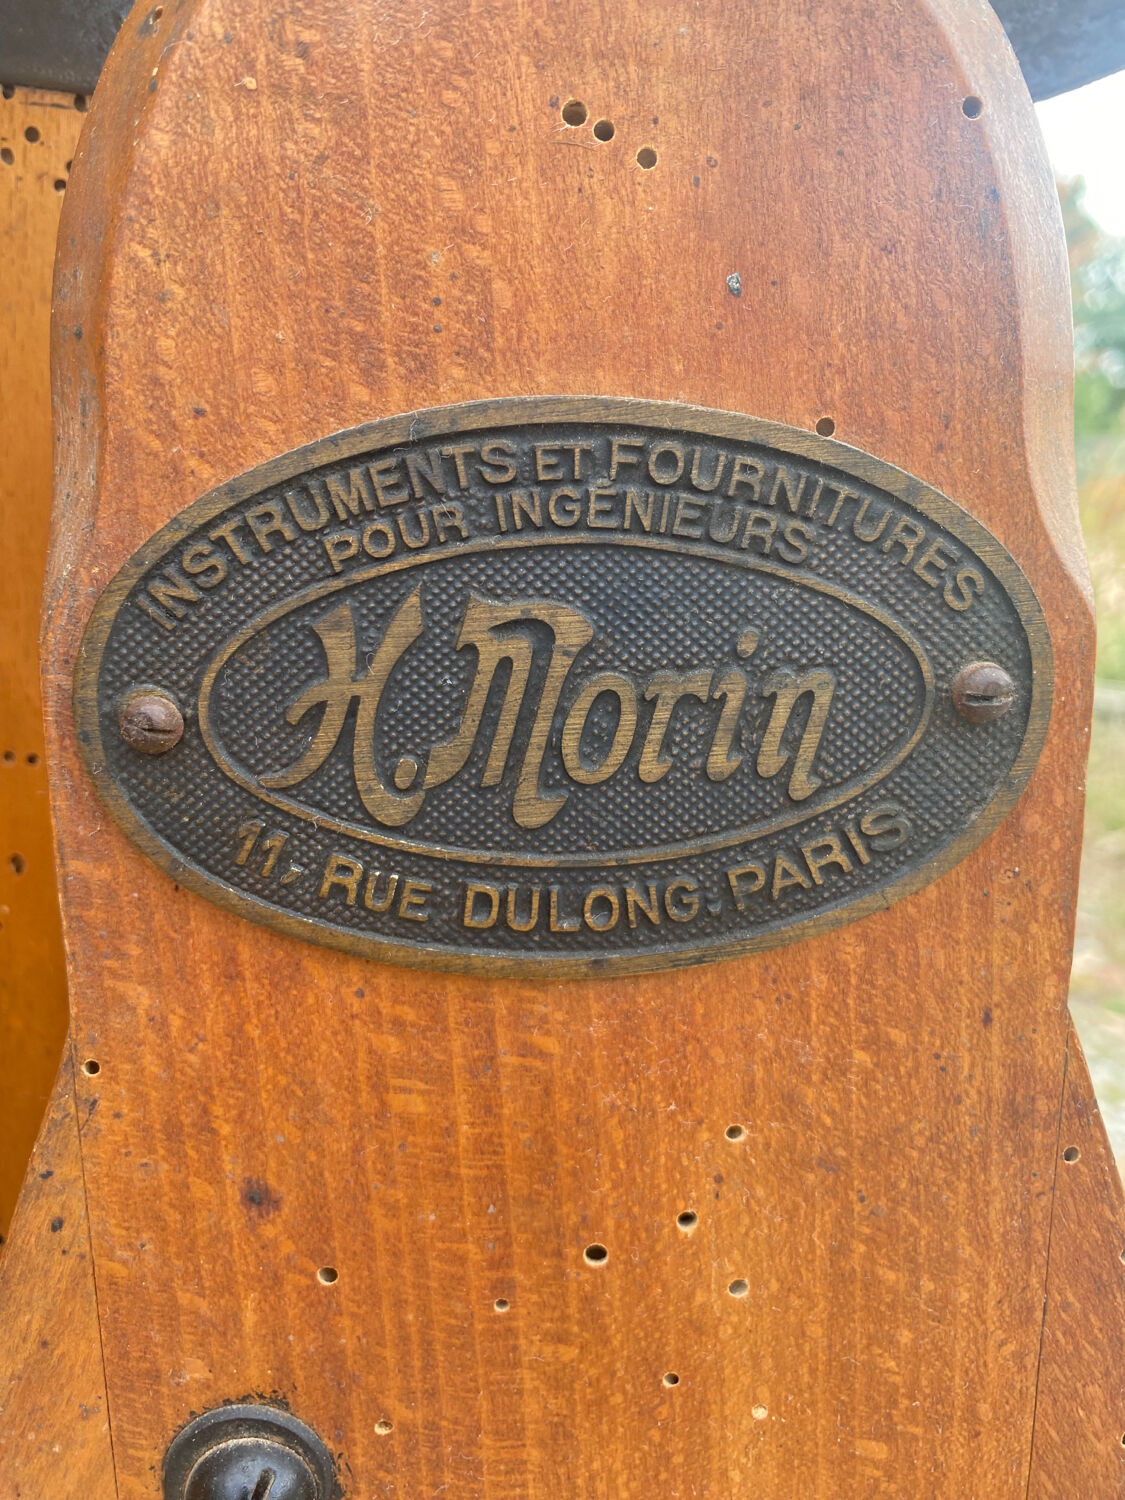 INSTRUMENTS ET FOURNITURES
POUR INGÉNIEURS
H. Morin
11, RUE DULONG. PARIS